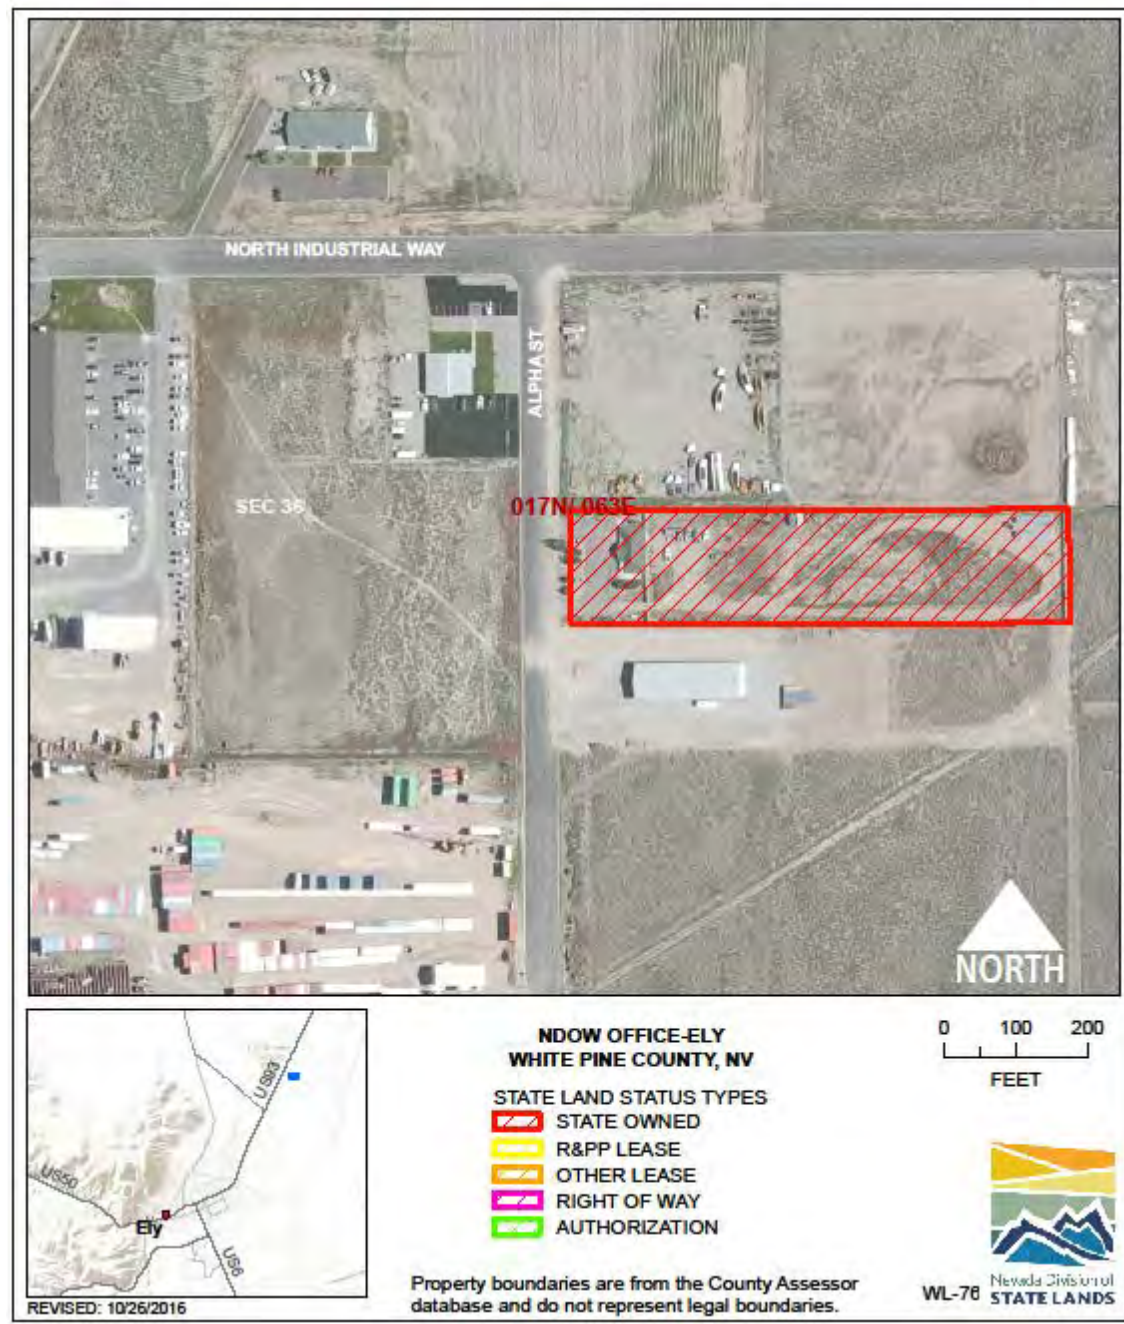 NORTH INDUSTRIAL WAY
ALPHA ST
SEC 36
017N/ 063E
NORTH
US93
US50
Ely
US6
REVISED: 10/26/2016
NDOW OFFICE-ELY
WHITE PINE COUNTY, NV
STATE LAND STATUS TYPES
STATE OWNED
R&PP LEASE
OTHER LEASE
RIGHT OF WAY
AUTHORIZATION
Property boundaries are from the County Assessor
database and do not represent legal boundaries.
0 100 200
FEET
WL-76
Nevada Division of
STATE LANDS